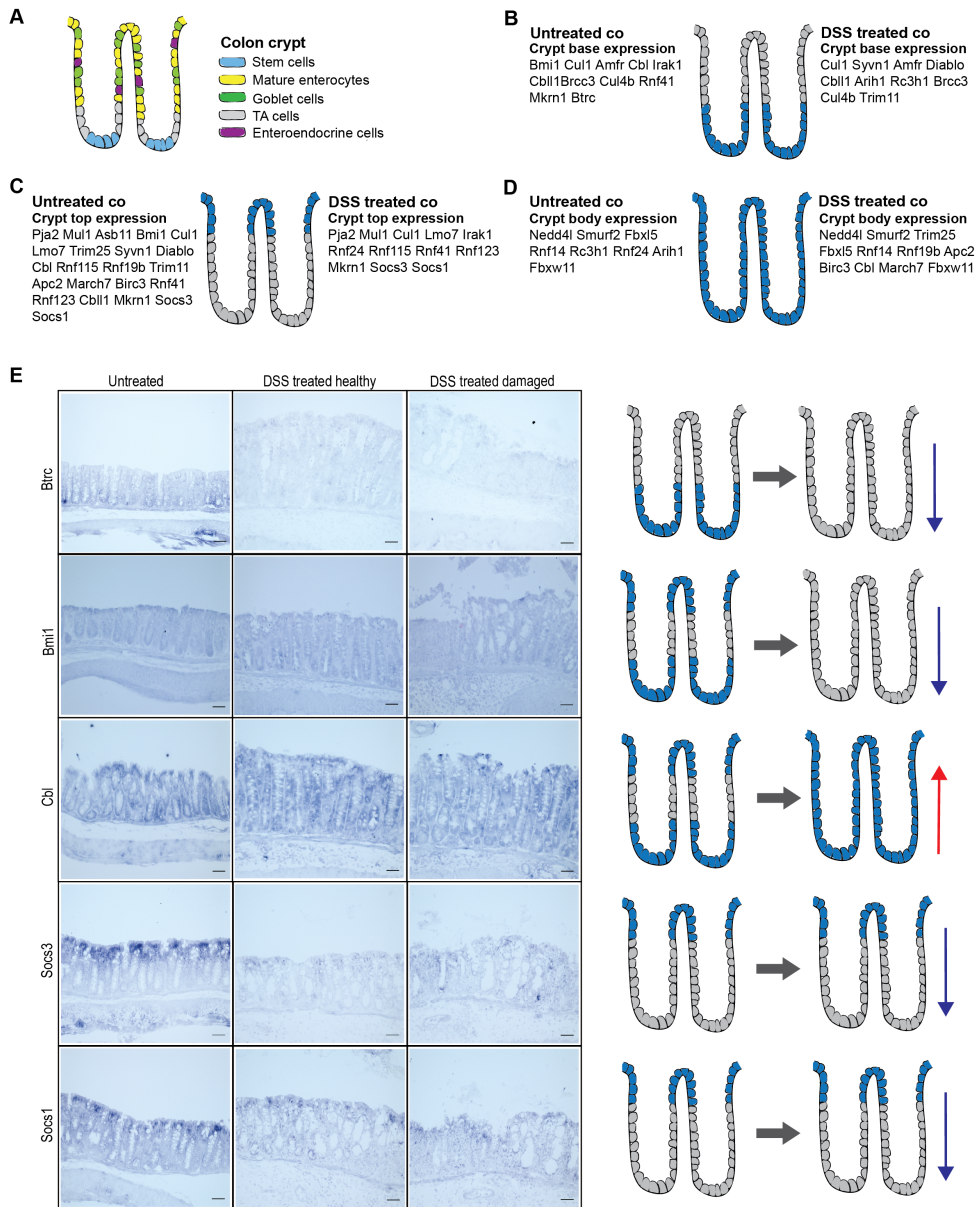 A
Colon crypt
Stem cells
Mature enterocytes
Goblet cells
TA cells
Enteroendocrine cells
B
Untreated co
Crypt base expression
Bmi1 Cul1 Amfr Cbl Irak1
Cbll1Brcc3 Cul4b Rnf41
Mkrn1 Btrc
DSS treated co
Crypt base expression
Cul1 Syvn1 Amfr Diablo
Cbll1 Arih1 Rc3h1 Brcc3
Cul4b Trim11
C
Untreated co
Crypt top expression
Pja2 Mul1 Asb11 Bmi1 Cul1
Lmo7 Trim25 Syvn1 Diablo
Cbl Rnf115 Rnf19b Trim11
Apc2 March7 Birc3 Rnf41
Rnf123 Cbll1 Mkrn1 Socs3
Socs1
DSS treated co
Crypt top expression
Pja2 Mul1 Cul1 Lmo7 Irak1
Rnf24 Rnf115 Rnf41 Rnf123
Mkrn1 Socs3 Socs1
D
Untreated co
Crypt body expression
Nedd4l Smurf2 Fbxl5
Rnf14 Rc3h1 Rnf24 Arih1
Fbxw11
DSS treated co
Crypt body expression
Nedd4l Smurf2 Trim25
Fbxl5 Rnf14 Rnf19b Apc2
Birc3 Cbl March7 Fbxw11
E
Untreated
DSS treated healthy
DSS treated damaged
Btrc
Bmi1
Cbl
Socs3
Socs1